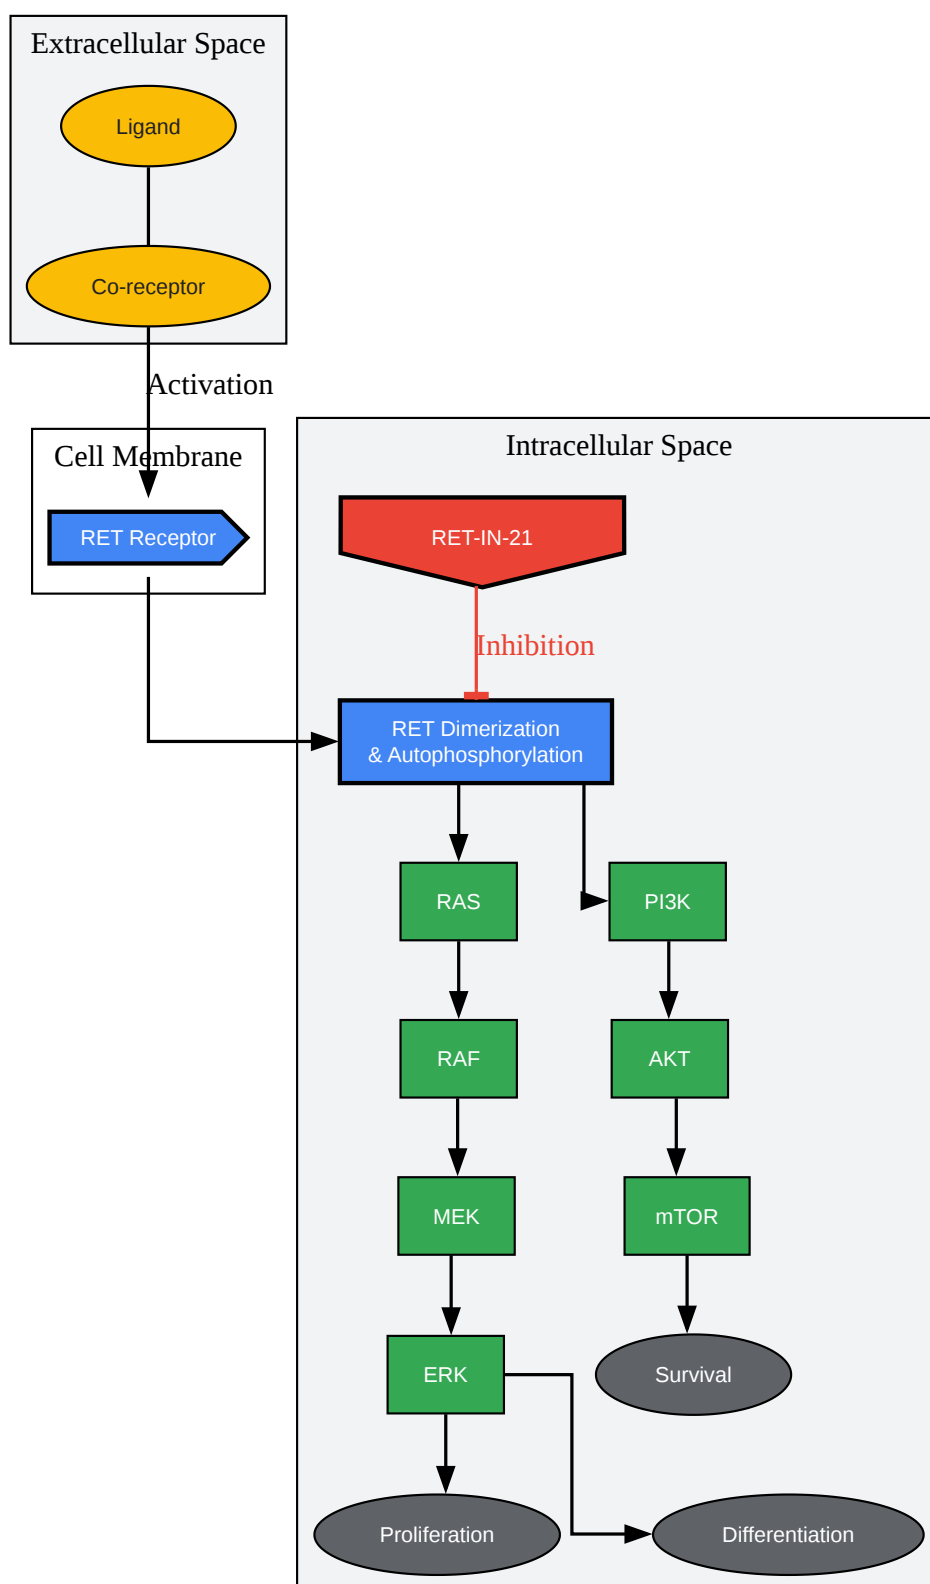 Extracellular Space
Ligand
Co-receptor
Activation
Cell Membrane
RET Receptor
Intracellular Space
RET-IN-21
Inhibition
RET Dimerization
& Autophosphorylation
RAS
PI3K
RAF
AKT
MEK
mTOR
ERK
Survival
Proliferation
Differentiation